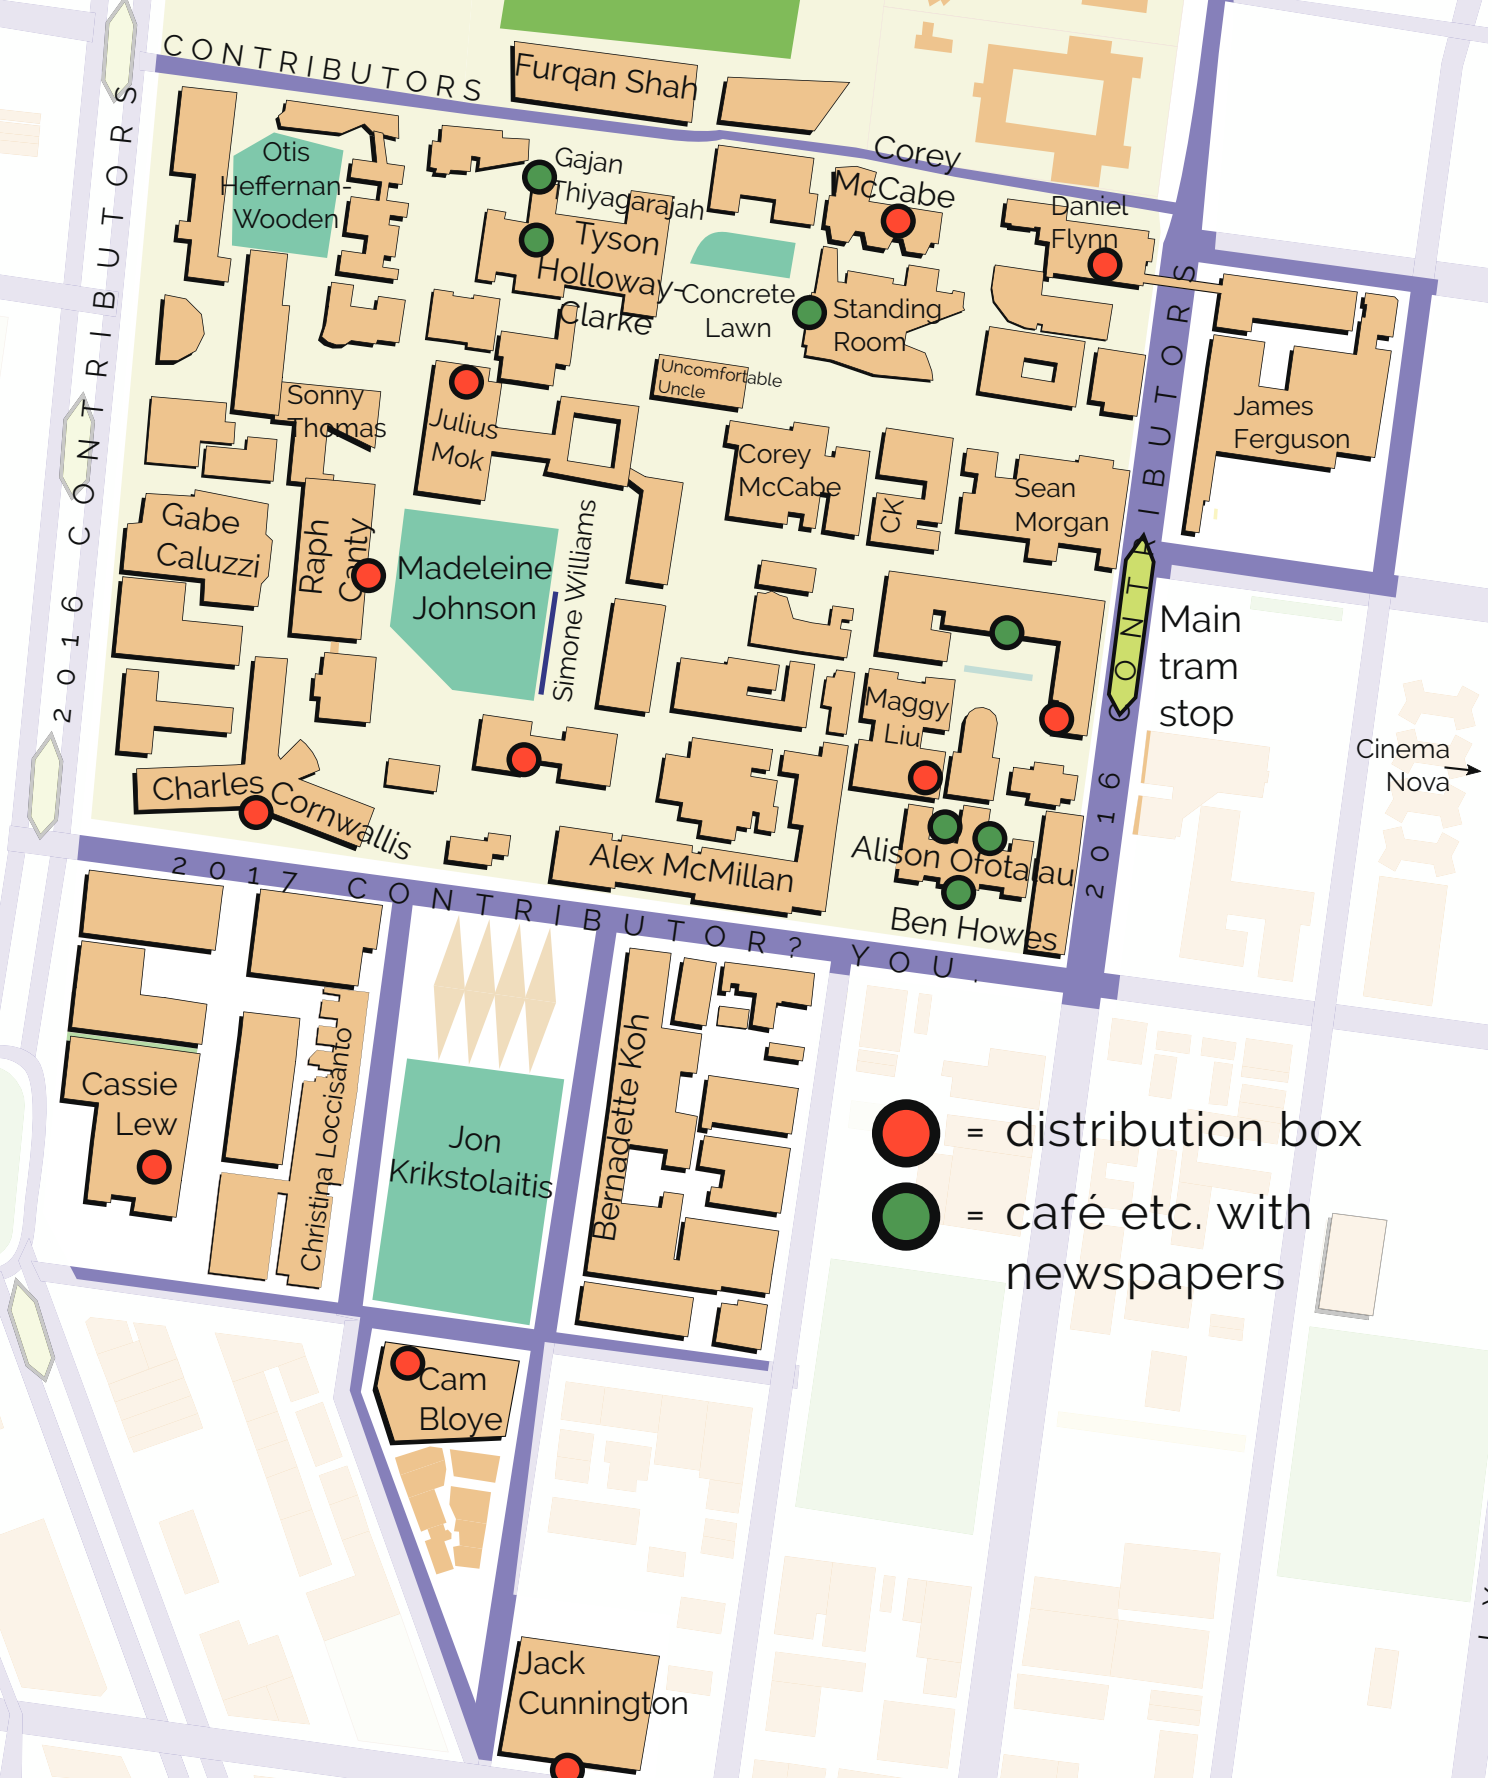 CONTRIBUTORS
Furqan Shah
2016 CONTRIBUTORS
Otis
Heffernan-
Wooden
Gajan
Thiyagarajah
Corey
McCabe
Daniel
Flynn
Tyson
Holloway-
Clarke
Concrete
Lawn
Standing
Room
Uncomfortable
Uncle
Sonny
Thomas
Julius
Mok
Corey
McCabe
CK
Sean
Morgan
James
Ferguson
2016 CONTRIBUTORS
Gabe
Caluzzi
Raph
Canty
Madeleine
Johnson
Simone Williams
Main
tram
stop
Maggy
Liu
Cinema
Nova
Charles Cornwallis
Alex McMillan
Alison Ofotalau
Ben Howes
2017 CONTRIBUTOR? YOU.
Cassie
Lew
Christina Loccisanto
Jon
Krikstolaitis
Bernadette Koh
= distribution box
= café etc. with
newspapers
Cam
Bloye
Jack
Cunnington